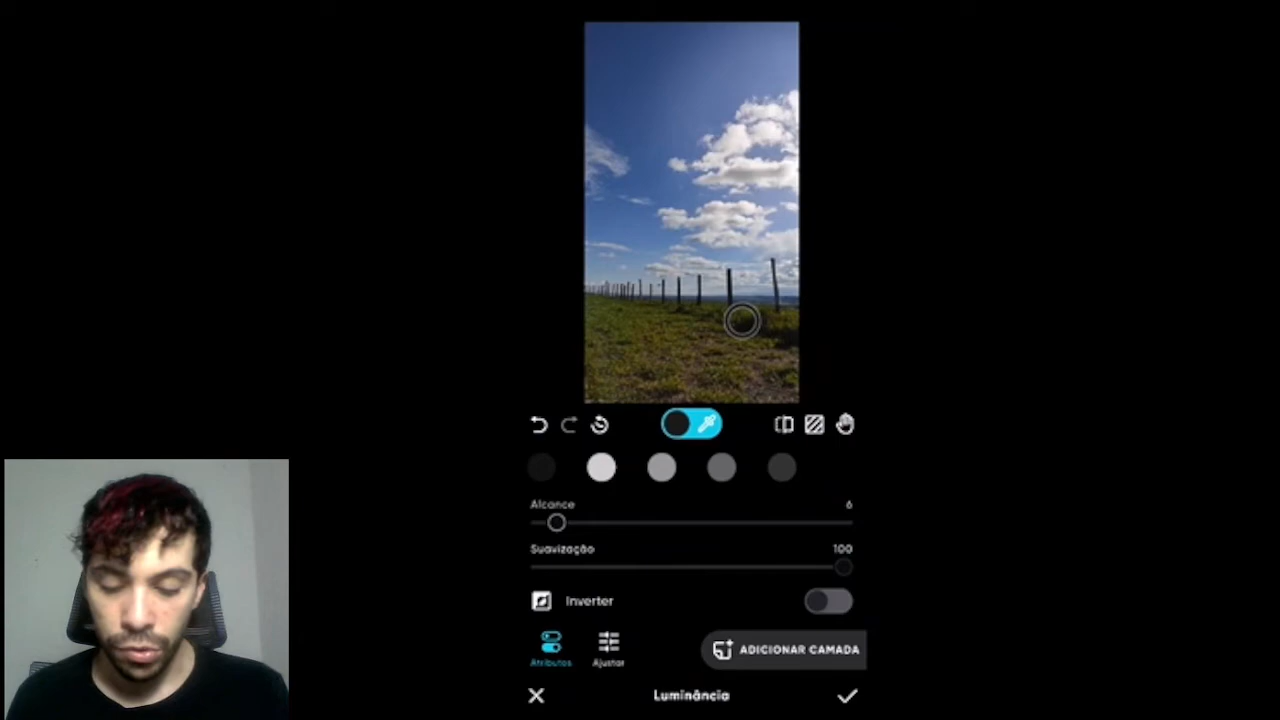 Alcance 6
Suavização 100
Inverter
Atributos Ajustar ADICIONAR CAMADA
Luminância